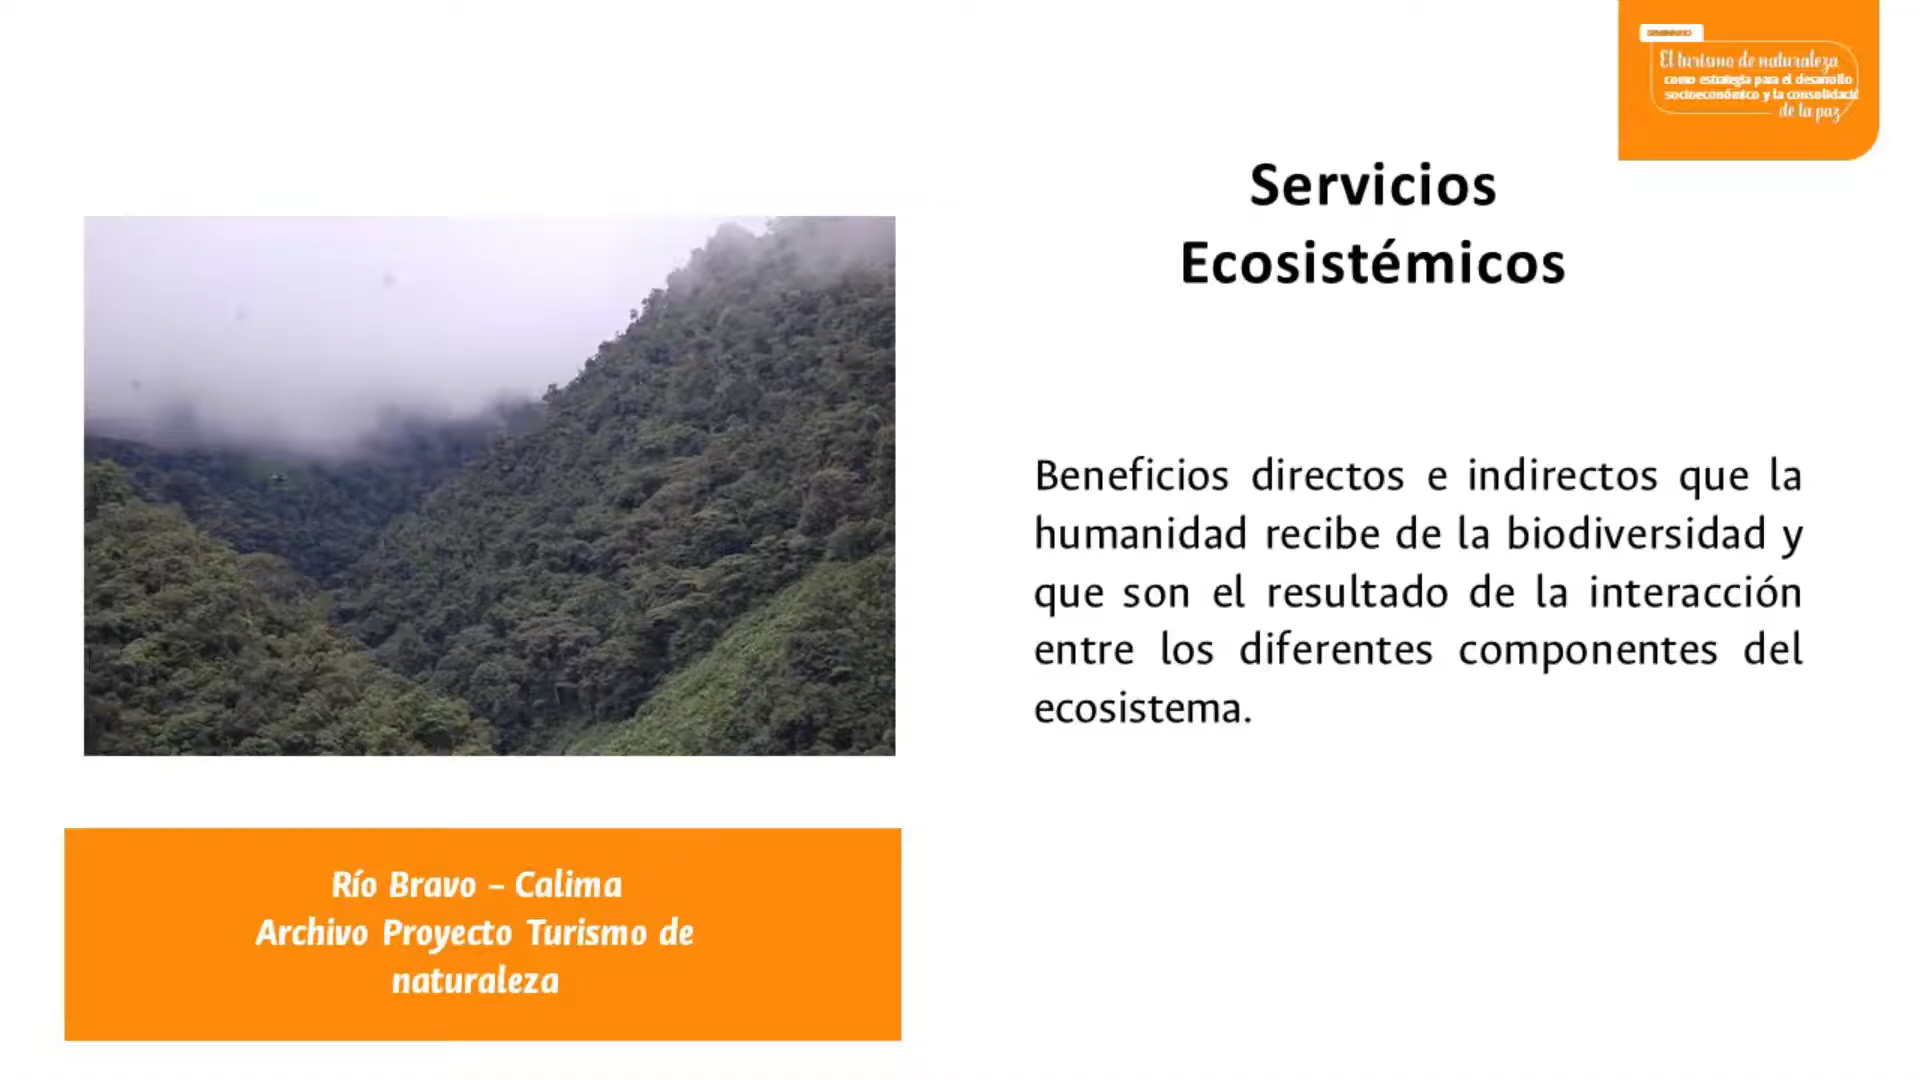 SEMINARIO
El turismo de naturaleza
como estrategia para el desarrollo
socioeconómico y la consolidació
de la paz
Servicios
Ecosistémicos
Beneficios directos e indirectos que la
humanidad recibe de la biodiversidad y
que son el resultado de la interacción
entre los diferentes componentes del
ecosistema.
Río Bravo – Calima
Archivo Proyecto Turismo de
naturaleza